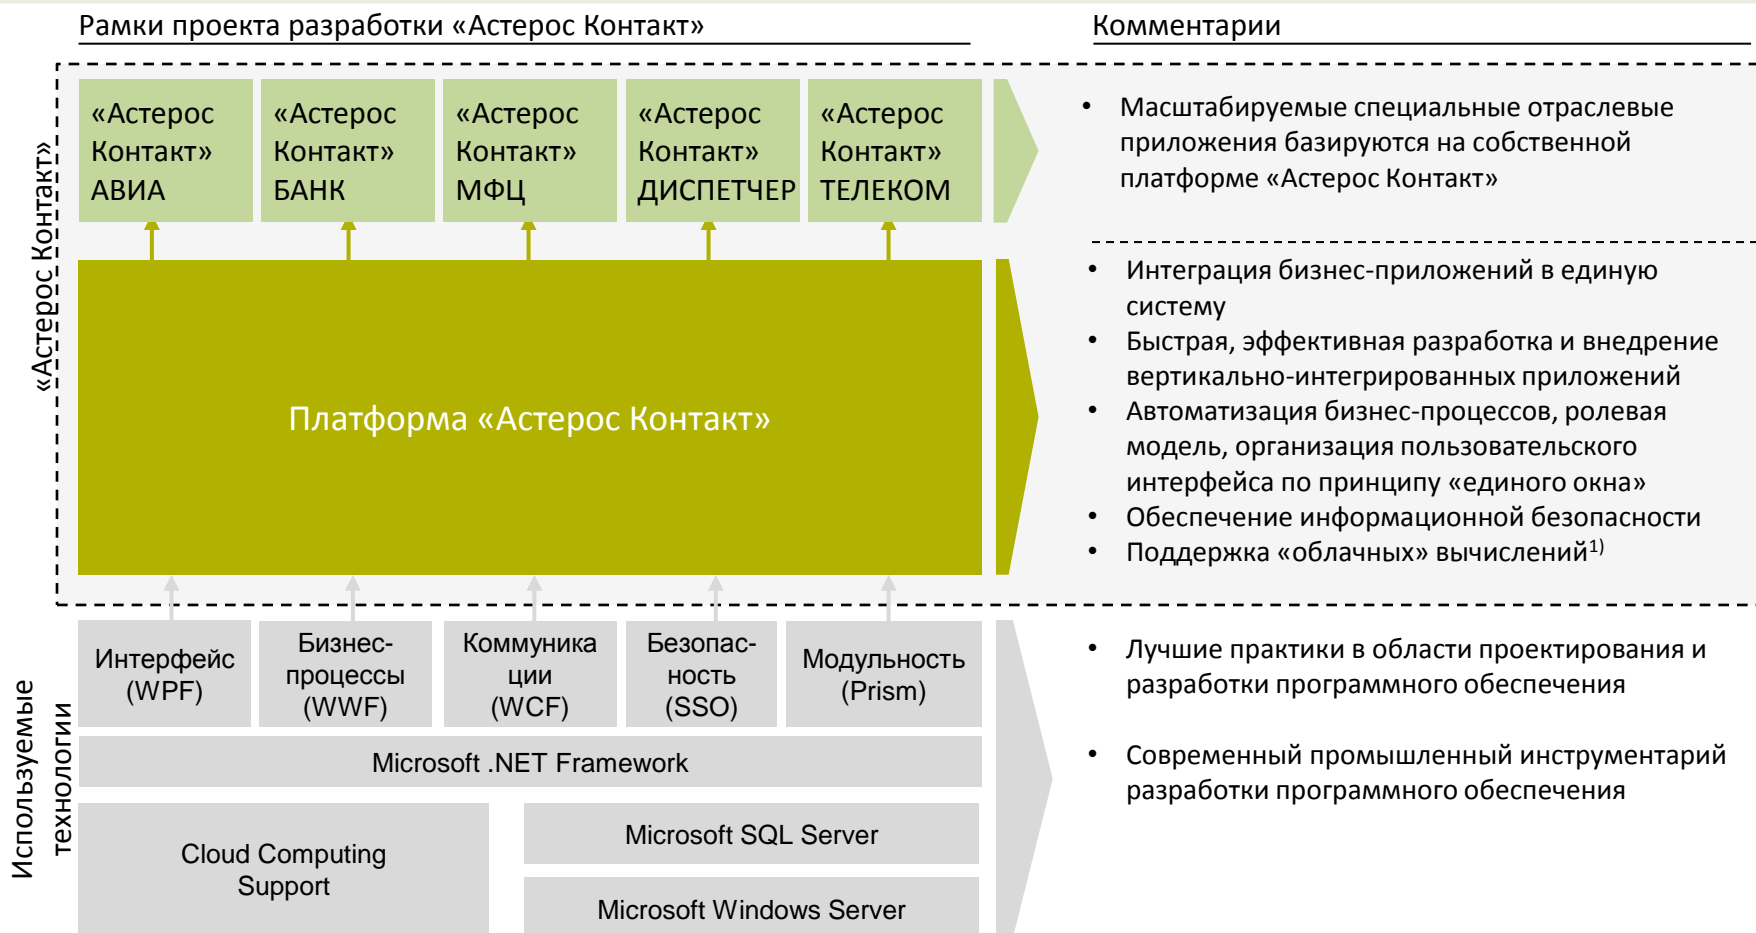 Рамки проекта разработки «Астерос Контакт»
Комментарии
«Астерос Контакт»
«Астерос
Контакт»
АВИА
«Астерос
Контакт»
БАНК
«Астерос
Контакт»
МФЦ
«Астерос
Контакт»
ДИСПЕТЧЕР
«Астерос
Контакт»
ТЕЛЕКОМ
• Масштабируемые специальные отраслевые
приложения базируются на собственной
платформе «Астерос Контакт»
Платформа «Астерос Контакт»
• Интеграция бизнес-приложений в единую
систему
• Быстрая, эффективная разработка и внедрение
вертикально-интегрированных приложений
• Автоматизация бизнес-процессов, ролевая
модель, организация пользовательского
интерфейса по принципу «единого окна»
• Обеспечение информационной безопасности
• Поддержка «облачных» вычислений1)
Используемые
технологии
Интерфейс
(WPF)
Бизнес-
процессы
(WWF)
Коммуника
ции
(WCF)
Безопас-
ность
(SSO)
Модульность
(Prism)
Microsoft .NET Framework
Cloud Computing
Support
Microsoft SQL Server
Microsoft Windows Server
• Лучшие практики в области проектирования и
разработки программного обеспечения
• Современный промышленный инструментарий
разработки программного обеспечения